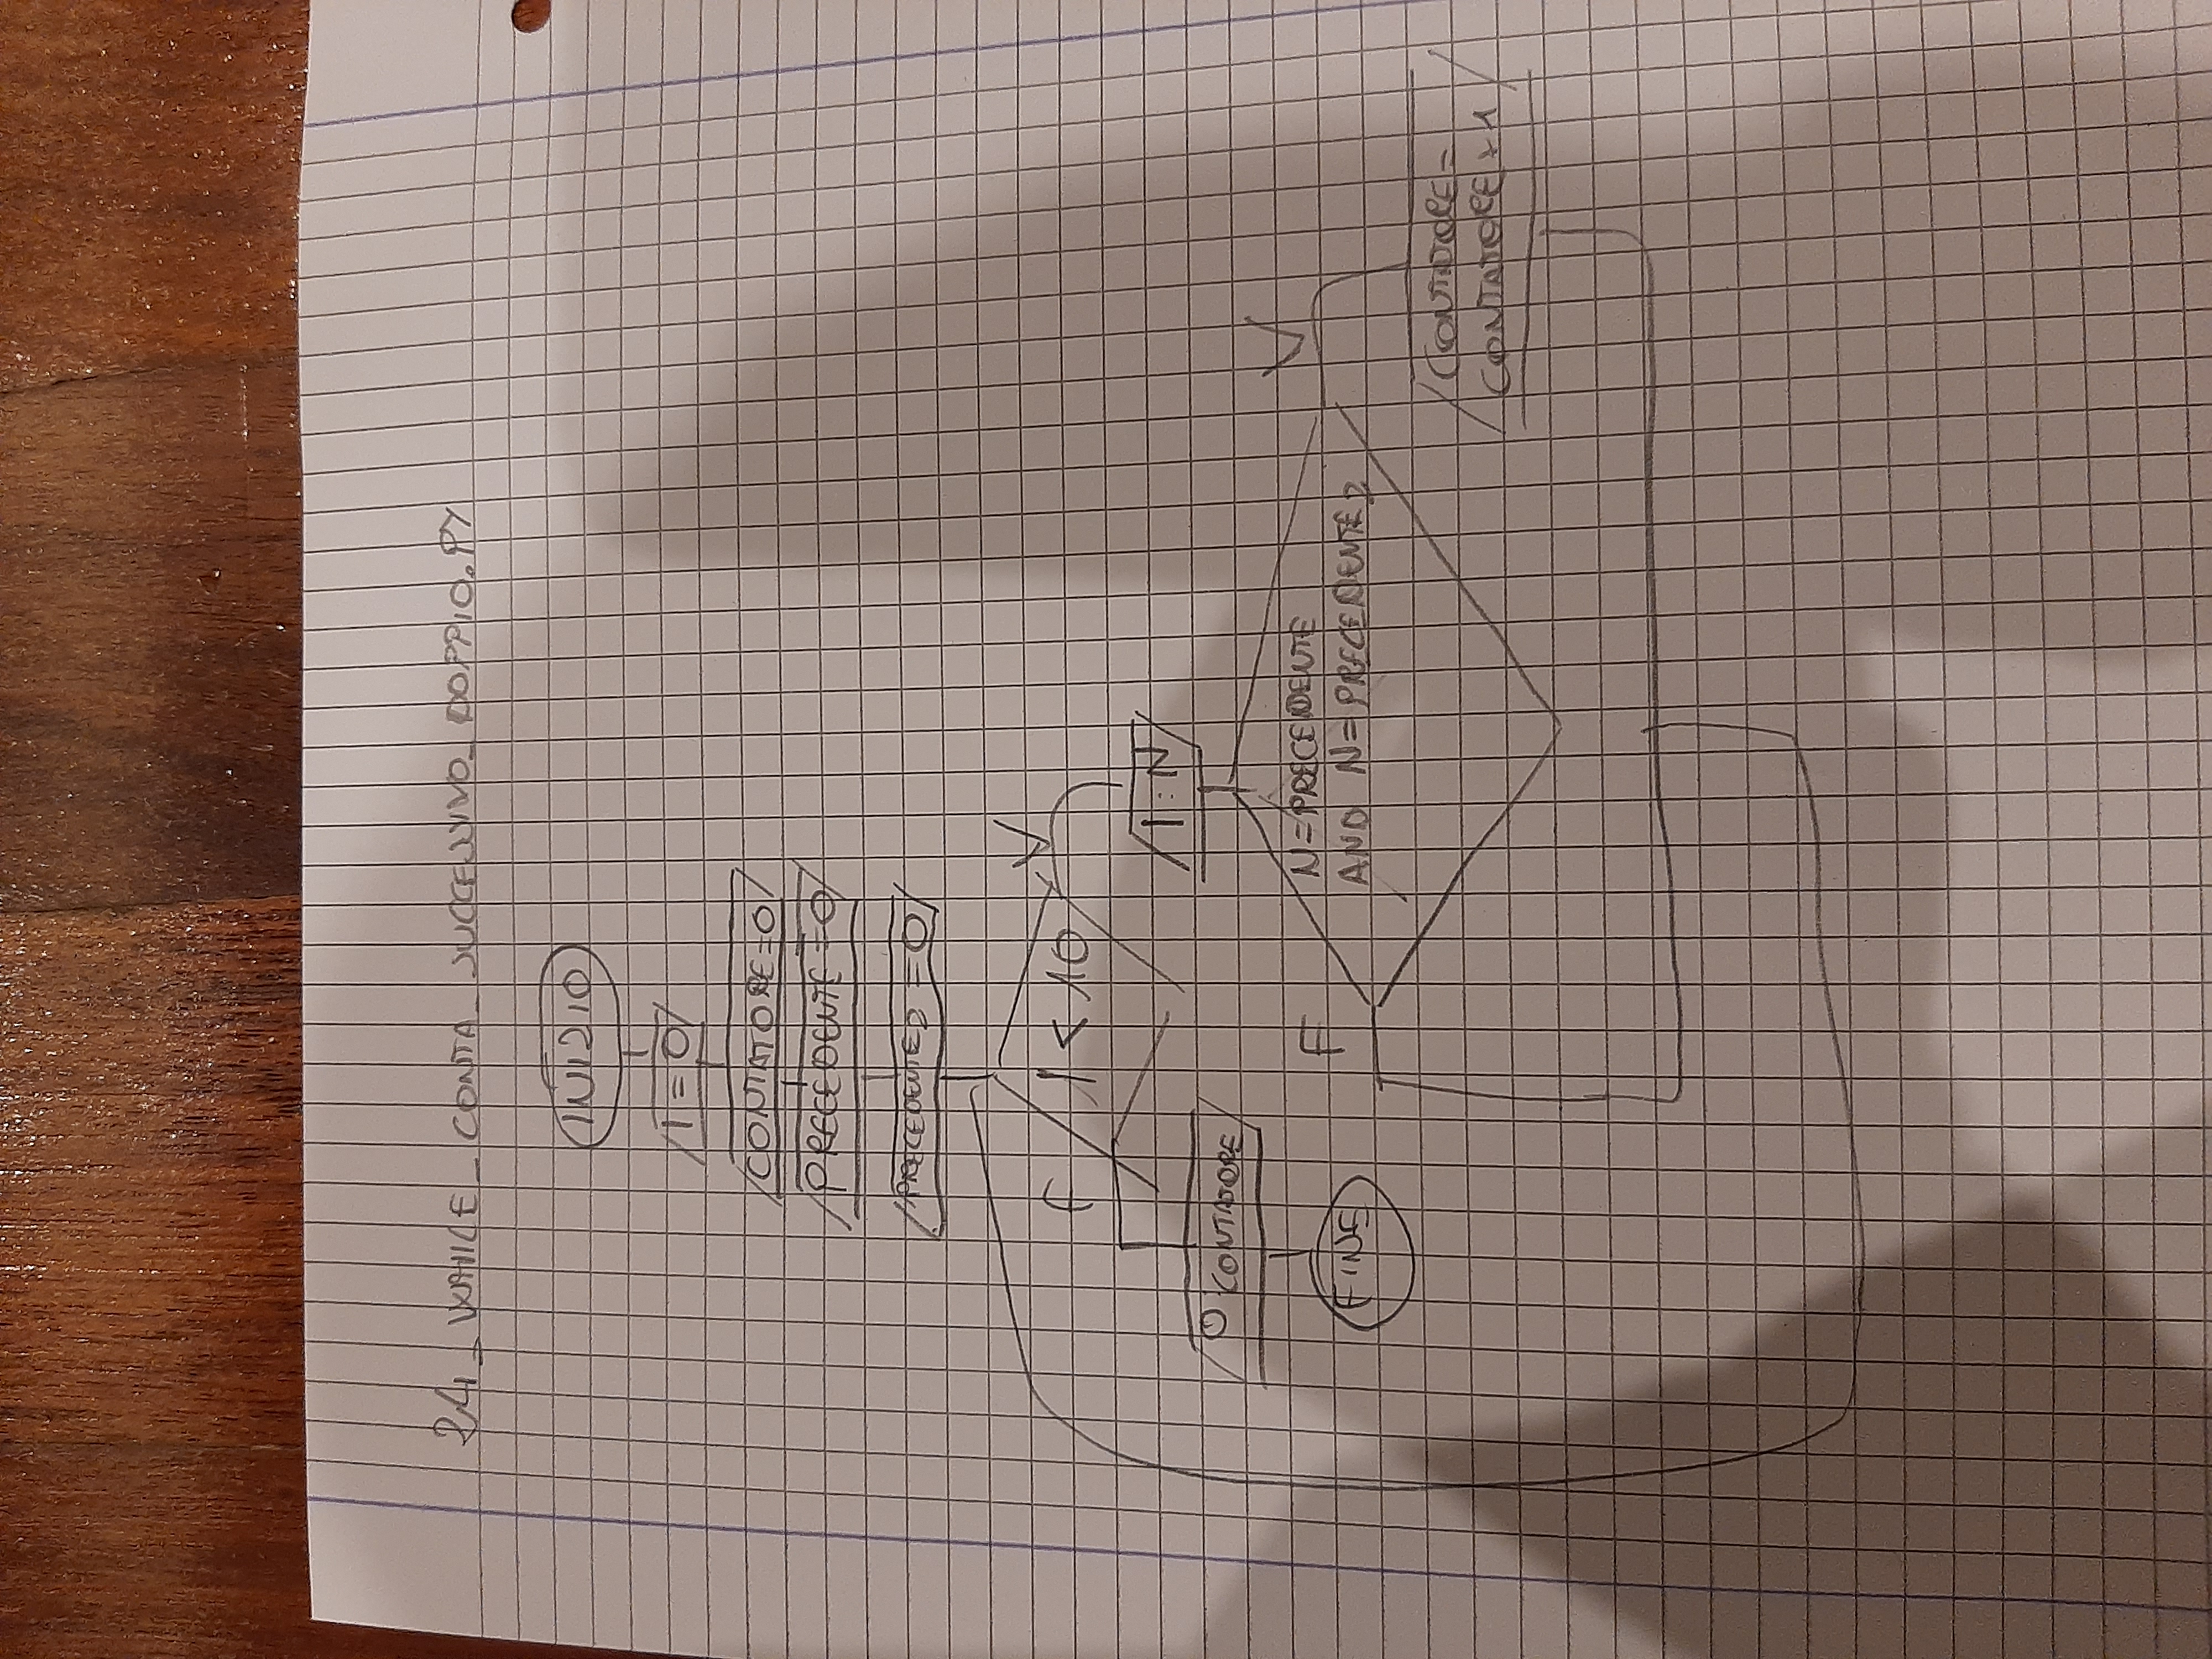 24_WHILE_CONTA_SUCCESSIVO_DOPPIO.PY
INIZIO
I=0
CONTATORE=0
PRECEDENTE=0
PRECEDENTE2=0
F
I<10
V
I:N
O:CONTATORE
FINE
F
N=PRECEDENTE
AND N=PRECEDENTE2
V
CONTATORE=
CONTATORE+1